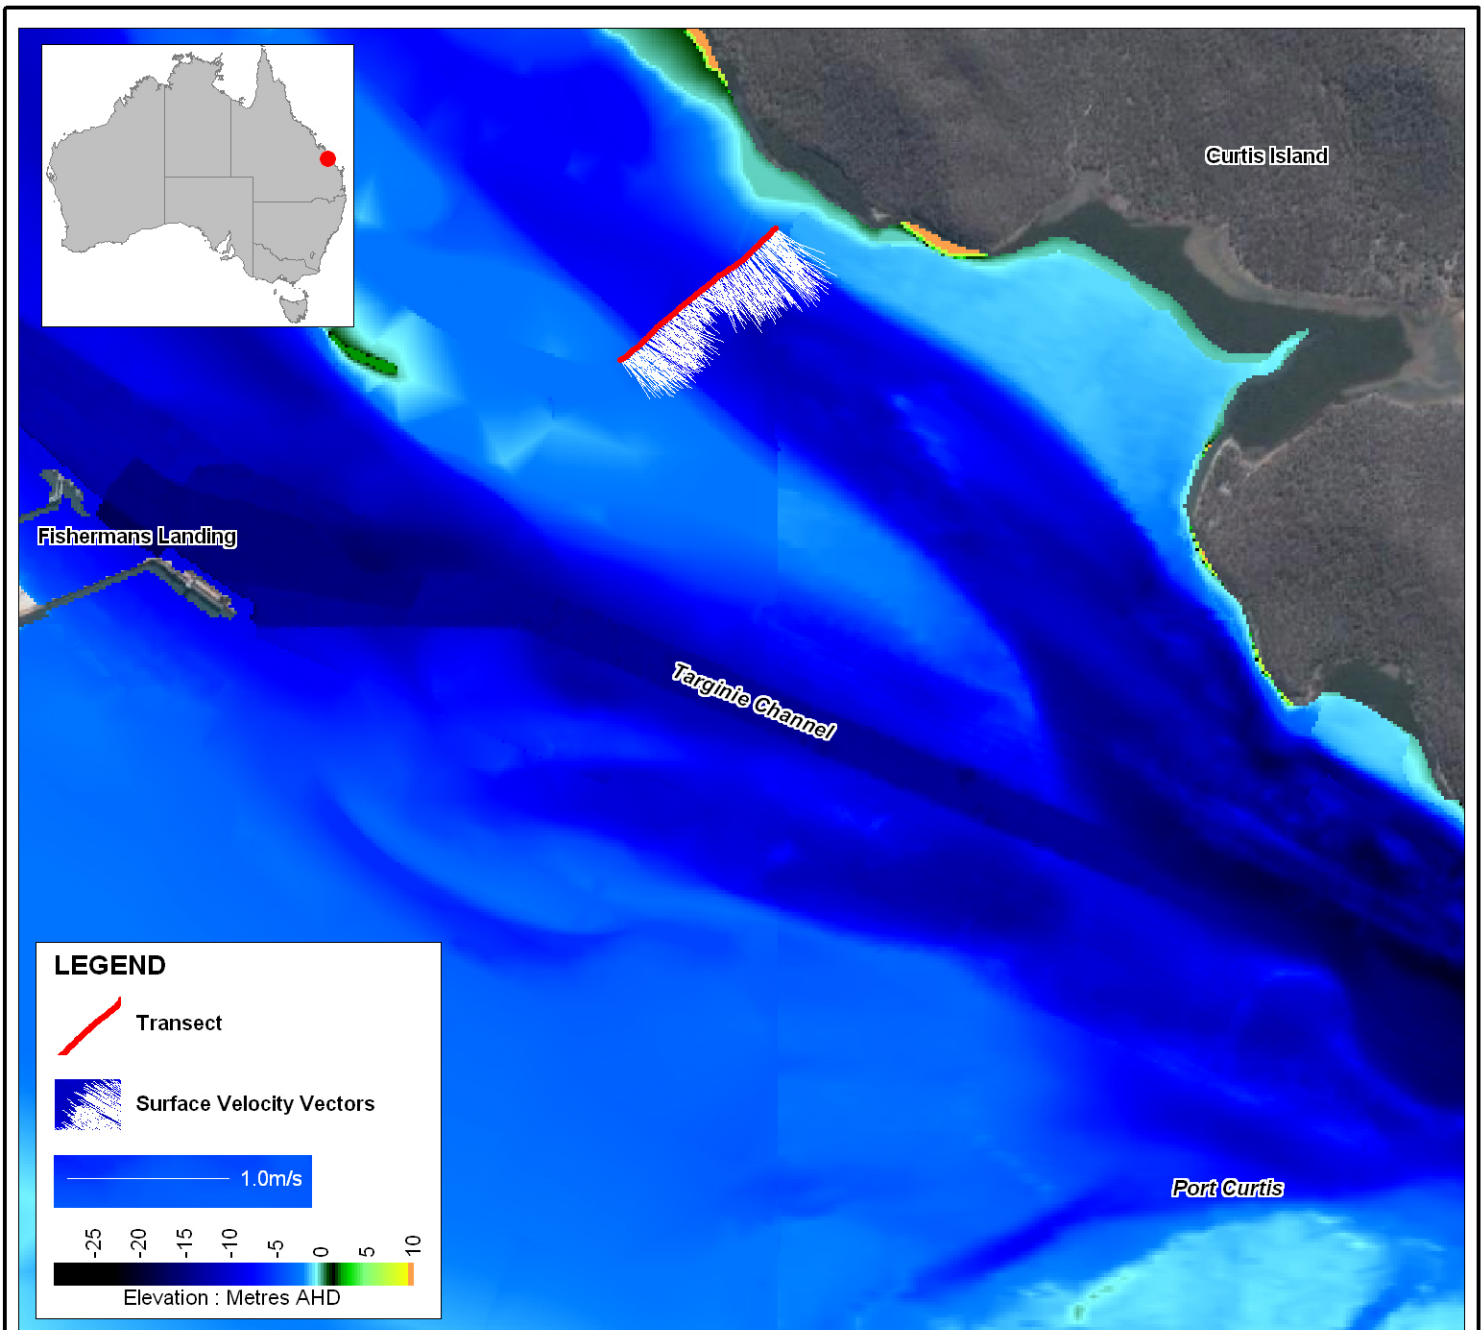 Curtis Island
Fishermans Landing
Targinie Channel
Port Curtis
LEGEND
Transect
Surface Velocity Vectors
1.0m/s
-25 -20 -15 -10 -5 0 5 10
Elevation : Metres AHD